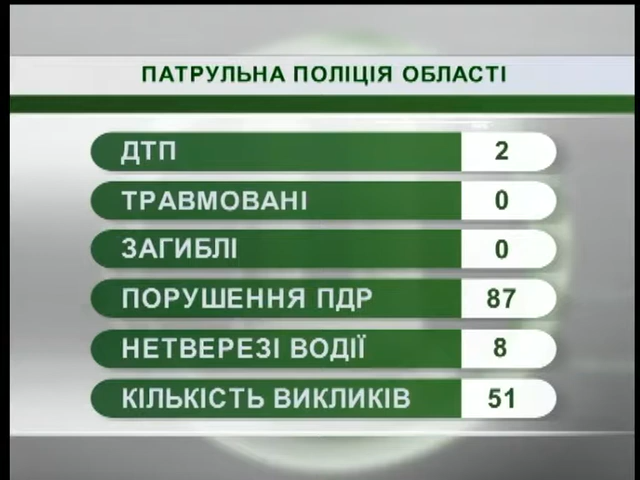 ПАТРУЛЬНА ПОЛІЦІЯ ОБЛАСТІ
ДТП 2
ТРАВМОВАНІ 0
ЗАГИБЛІ 0
ПОРУШЕННЯ ПДР 87
НЕТВЕРЕЗІ ВОДІЇ 8
КІЛЬКІСТЬ ВИКЛИКІВ 51